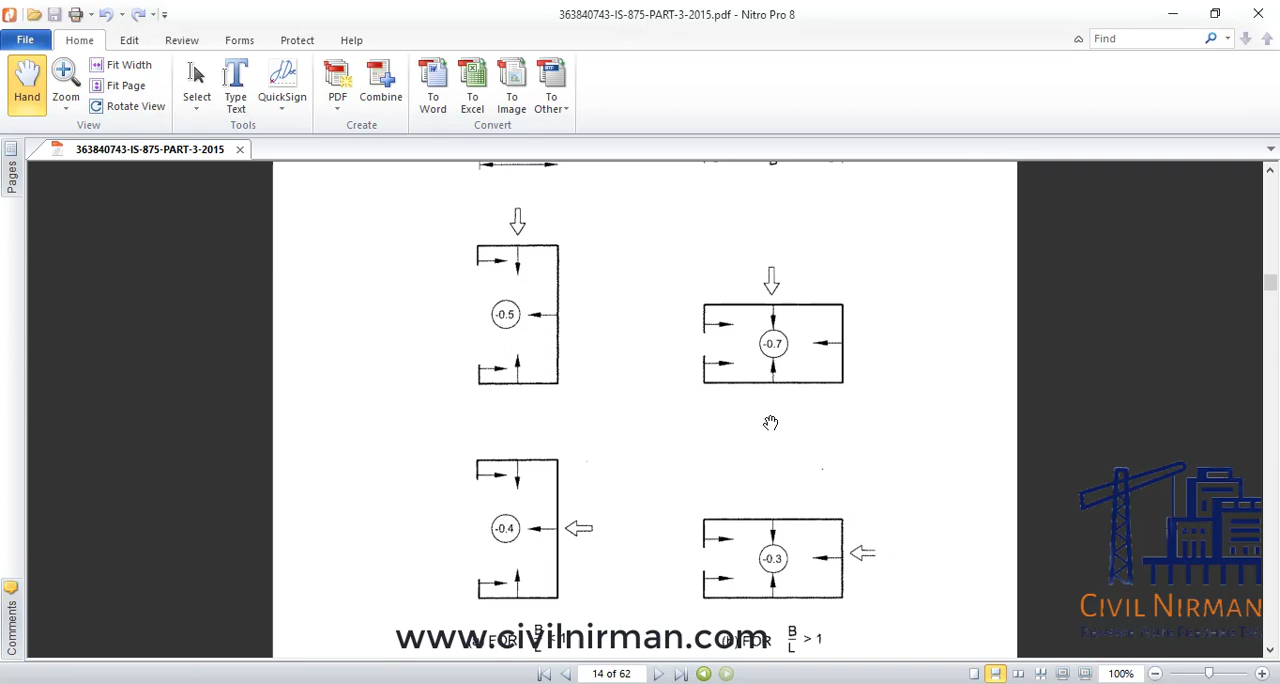 363840743-IS-875-PART-3-2015.pdf - Nitro Pro 8
File Home Edit Review Forms Protect Help
Find
Hand
Zoom
Fit Width
Fit Page
Rotate View
View
Select
Type
Text
QuickSign
Tools
PDF
Combine
Create
To
Word
To
Excel
To
Image
To
Other
Convert
363840743-IS-875-PART-3-2015
Pages
-0.5
-0.7
-0.4
-0.3
FOR
FOR B/L > 1
www.civilnirman.com
CIVIL NIRMAN
Comments
14 of 62
100%